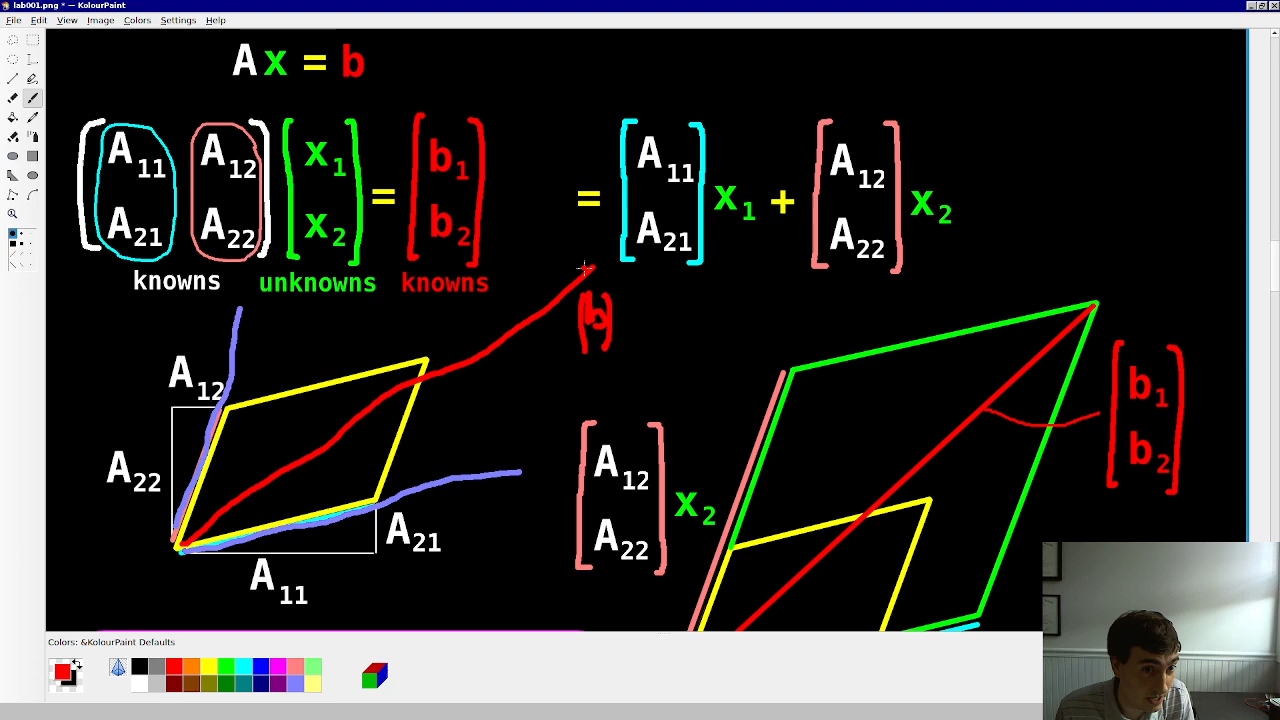 lab001.png * — KolourPaint
File Edit View Image Colors Settings Help
Ax = b
A11 A12 x1 = b1 = A11 x1 + A12 x2
A21 A22 x2 b2 A21 A22
knowns unknowns knowns
b
A12
A22
A21
A11
A12 x2
A22
b1
b2
Colors: &KolourPaint Defaults